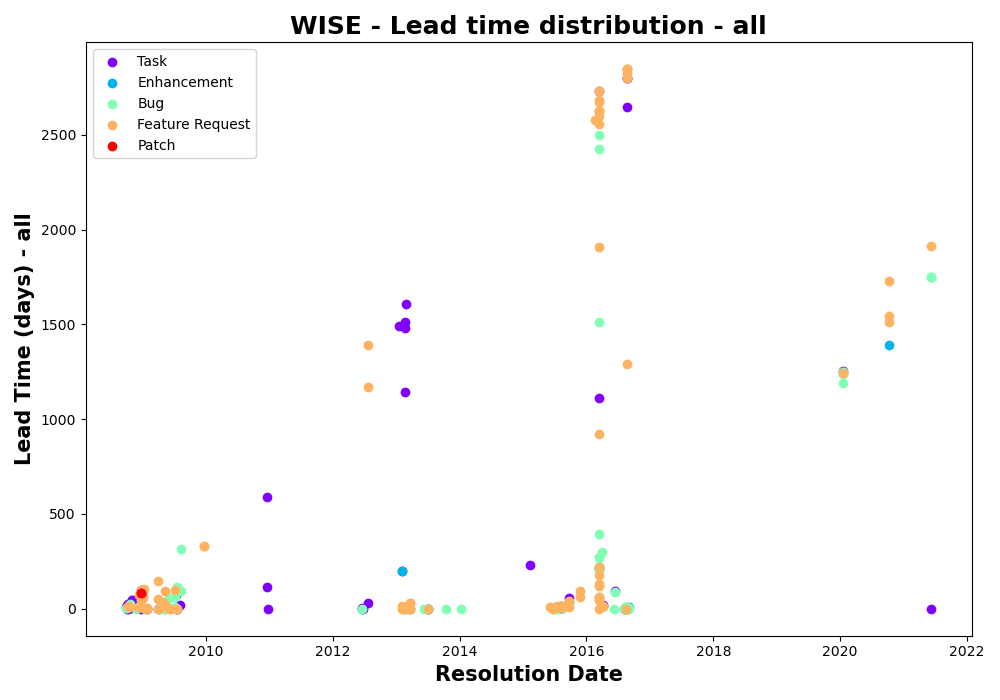 WISE - Lead time distribution - all
Task
Enhancement
Bug
Feature Request
Patch
Lead Time (days) - all
2500
2000
1500
1000
500
0
2010 2012 2014 2016 2018 2020 2022
Resolution Date